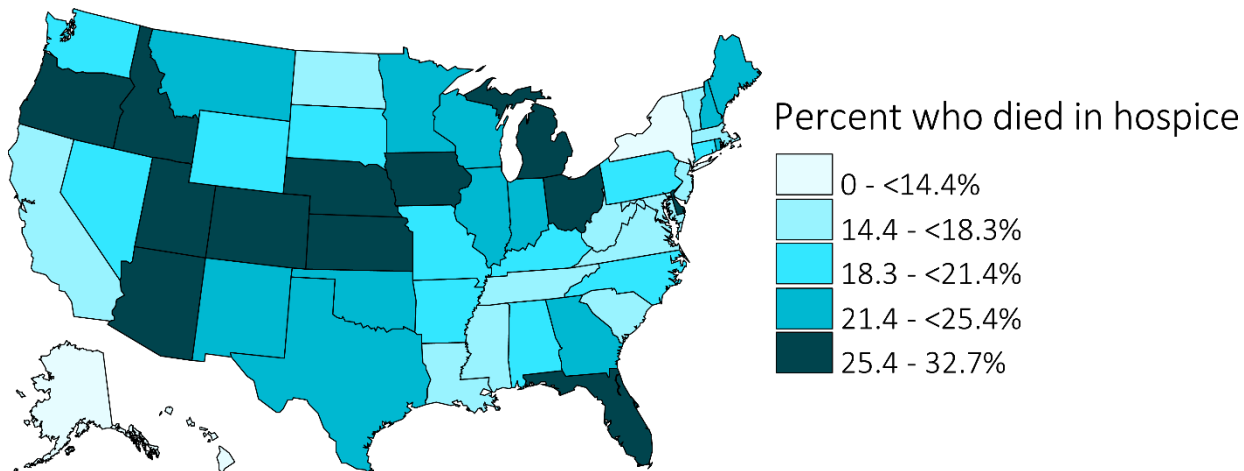 Percent who died in hospice
0 - <14.4%
14.4 - <18.3%
18.3 - <21.4%
21.4 - <25.4%
25.4 - 32.7%